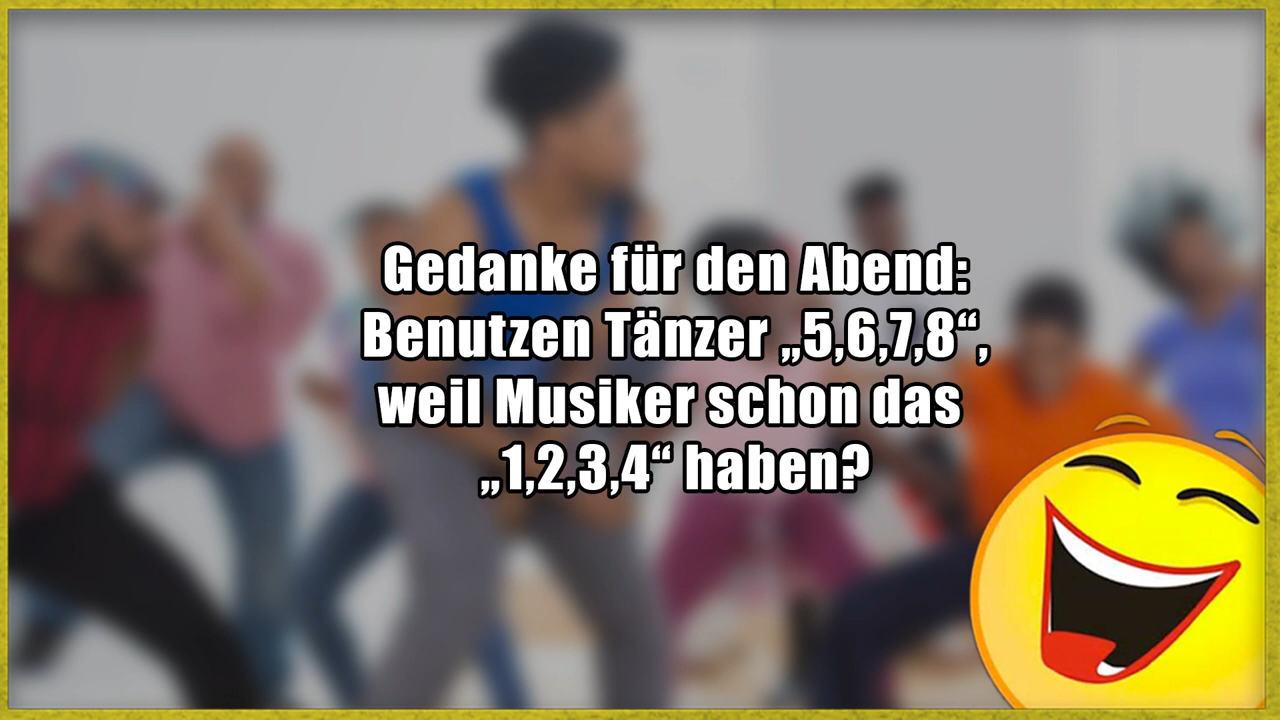 Gedanke für den Abend:
Benutzen Tänzer „5,6,7,8“,
weil Musiker schon das
„1,2,3,4“ haben?